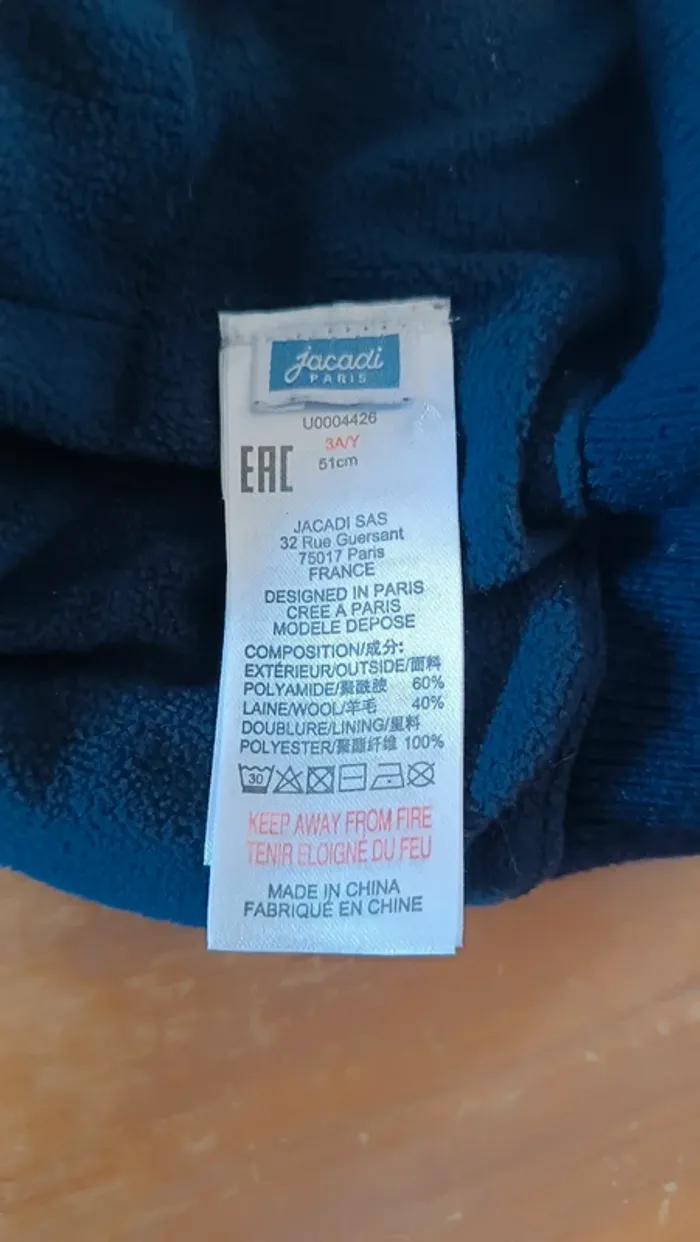 Jacadi
PARIS
U0004426
3A/Y
51cm
EAC
JACADI SAS
32 Rue Guersant
75017 Paris
FRANCE
DESIGNED IN PARIS
CREE A PARIS
MODELE DEPOSE
COMPOSITION/成分:
EXTÉRIEUR/OUTSIDE/面料
POLYAMIDE/聚酰胺 60%
LAINE/WOOL/羊毛 40%
DOUBLURE/LINING/里料
POLYESTER/聚酯纤维 100%
30
KEEP AWAY FROM FIRE
TENIR ELOIGNÉ DU FEU
MADE IN CHINA
FABRIQUÉ EN CHINE